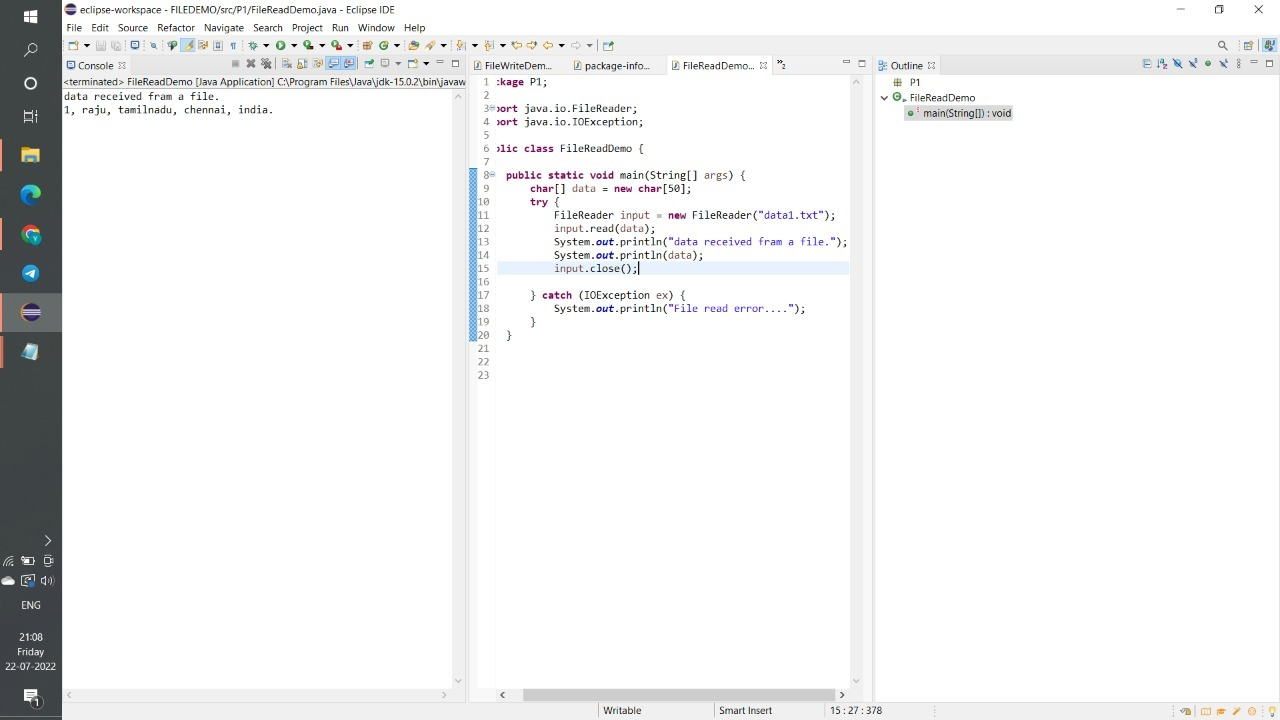 eclipse-workspace - FILEDEMO/src/P1/FileReadDemo.java - Eclipse IDE
File Edit Source Refactor Navigate Search Project Run Window Help
Console
<terminated> FileReadDemo [Java Application] C:\Program Files\Java\jdk-15.0.2\bin\javaw
data received fram a file.
1, raju, tamilnadu, chennai, india.
FileWriteDem... package-info... FileReadDemo... »2
1 :kage P1;
2
3 port java.io.FileReader;
4 port java.io.IOException;
5
6 blic class FileReadDemo {
7
8 public static void main(String[] args) {
9 char[] data = new char[50];
10 try {
11 FileReader input = new FileReader("data1.txt");
12 input.read(data);
13 System.out.println("data received fram a file.");
14 System.out.println(data);
15 input.close();
16
17 } catch (IOException ex) {
18 System.out.println("File read error....");
19 }
20 }
21
22
23
Outline
P1
FileReadDemo
main(String[]) : void
ENG
21:08
Friday
22-07-2022
1
Writable Smart Insert 15 : 27 : 378